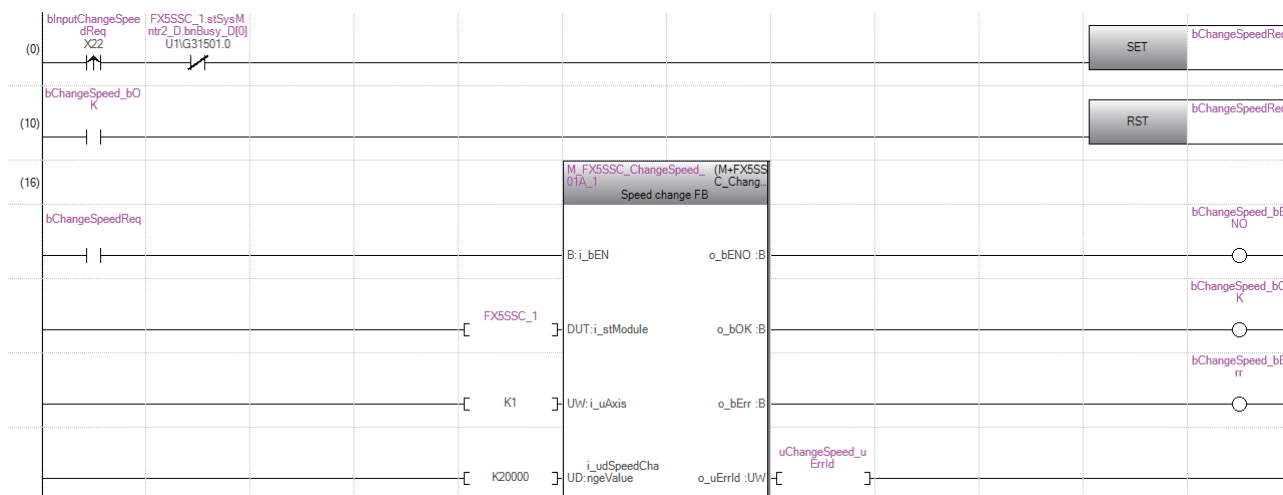 bInputChangeSpee
dReq
X22
FX5SSC_1.stSysM
ntr2_D.bnBusy_D[0]
U1\G31501.0
(0)
SET
bChangeSpeedReq
bChangeSpeed_bO
K
(10)
RST
bChangeSpeedReq
(16)
M_FX5SSC_ChangeSpeed_
01A_1
(M+FX5SS
C_Chang...
Speed change FB
bChangeSpeedReq
B:i_bEN
o_bENO :B
bChangeSpeed_bE
NO
FX5SSC_1
DUT:i_stModule
o_bOK :B
bChangeSpeed_bO
K
K1
UW:i_uAxis
o_bErr :B
bChangeSpeed_bE
rr
K20000
i_udSpeedCha
UD:ngeValue
o_uErrId :UW
uChangeSpeed_u
ErrId